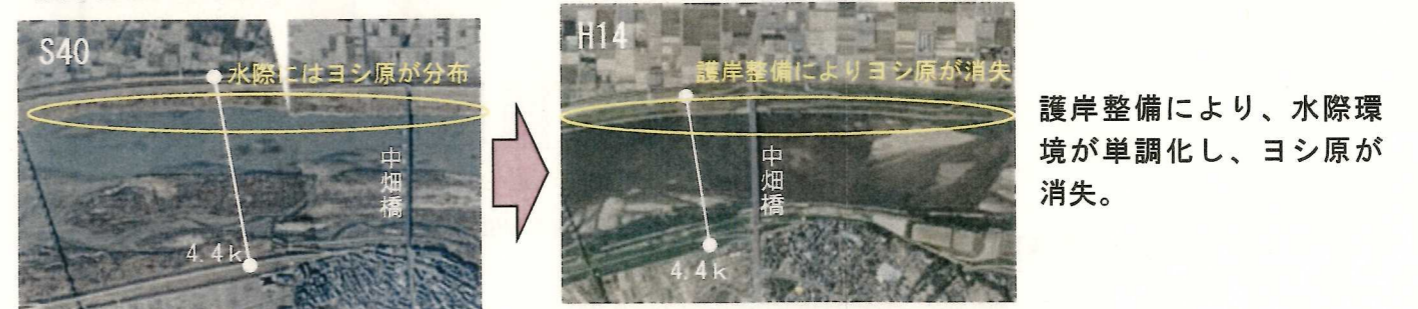 S40
水際にはヨシ原が分布
中畑橋
4.4k
H14
護岸整備によりヨシ原が消失
中畑橋
4.4k
護岸整備により、水際環
境が単調化し、ヨシ原が
消失。